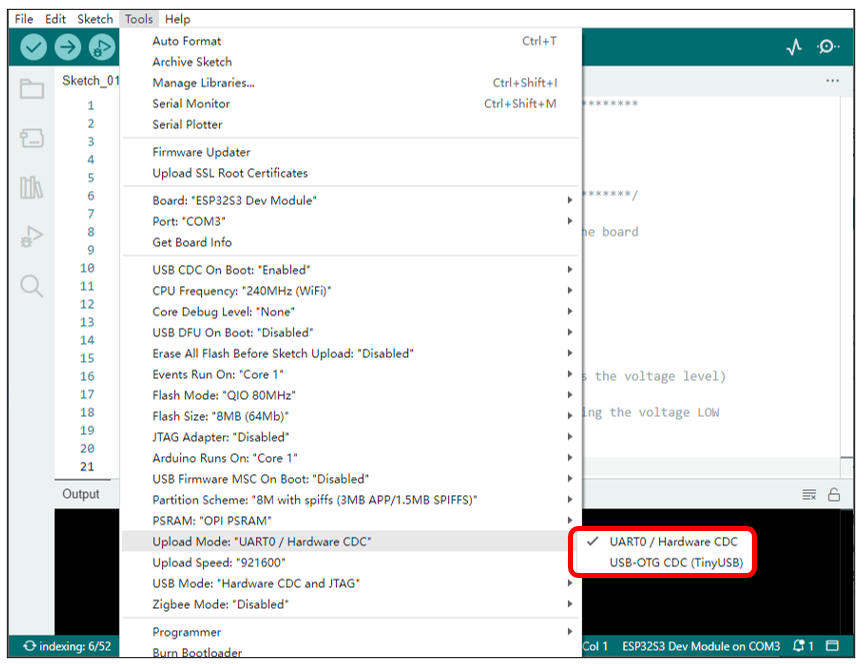 File Edit Sketch Tools Help
Auto Format Ctrl+T
Archive Sketch
Manage Libraries... Ctrl+Shift+I
Serial Monitor Ctrl+Shift+M
Serial Plotter
Firmware Updater
Upload SSL Root Certificates
Board: "ESP32S3 Dev Module"
Port: "COM3"
Get Board Info
USB CDC On Boot: "Enabled"
CPU Frequency: "240MHz (WiFi)"
Core Debug Level: "None"
USB DFU On Boot: "Disabled"
Erase All Flash Before Sketch Upload: "Disabled"
Events Run On: "Core 1"
Flash Mode: "QIO 80MHz"
Flash Size: "8MB (64Mb)"
JTAG Adapter: "Disabled"
Arduino Runs On: "Core 1"
USB Firmware MSC On Boot: "Disabled"
Partition Scheme: "8M with spiffs (3MB APP/1.5MB SPIFFS)"
PSRAM: "OPI PSRAM"
Upload Mode: "UART0 / Hardware CDC"
Upload Speed: "921600"
USB Mode: "Hardware CDC and JTAG"
Zigbee Mode: "Disabled"
Programmer
Burn Bootloader
UART0 / Hardware CDC
USB-OTG CDC (TinyUSB)
Sketch_01
1
2
3
4
5
6
7
8
9
10
11
12
13
14
15
16
17
18
19
20
21
********
*******/
he board
s the voltage level)
ing the voltage LOW
Output
indexing: 6/52
Col 1 ESP32S3 Dev Module on COM3 1